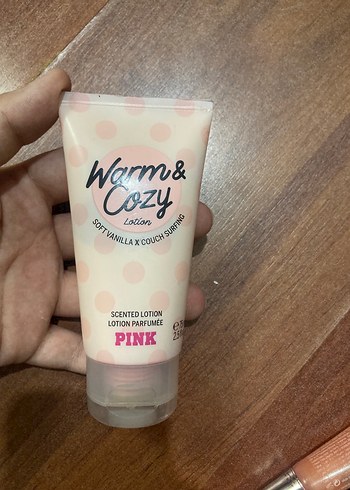 Warm &
Cozy
Lotion
SOFT VANILLA X COUCH SURFING
SCENTED LOTION
LOTION PARFUMÉE
PINK